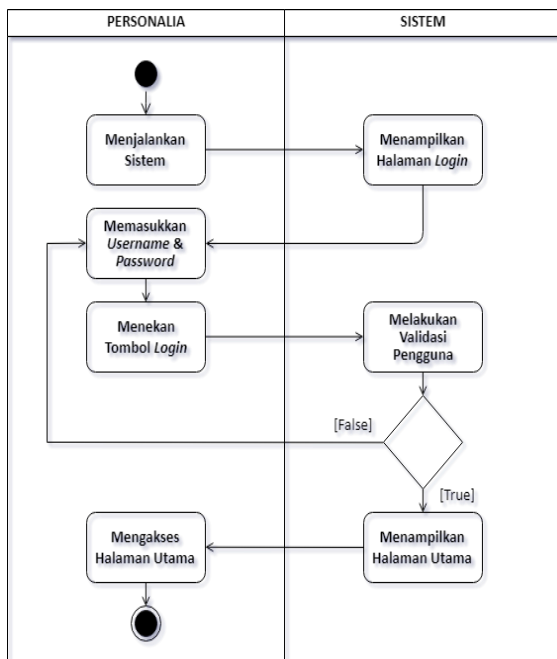 PERSONALIA
SISTEM
Menjalankan
Sistem
Menampilkan
Halaman Login
Memasukkan
Username &
Password
Menekan
Tombol Login
Melakukan
Validasi
Pengguna
[False]
[True]
Mengakses
Halaman Utama
Menampilkan
Halaman Utama